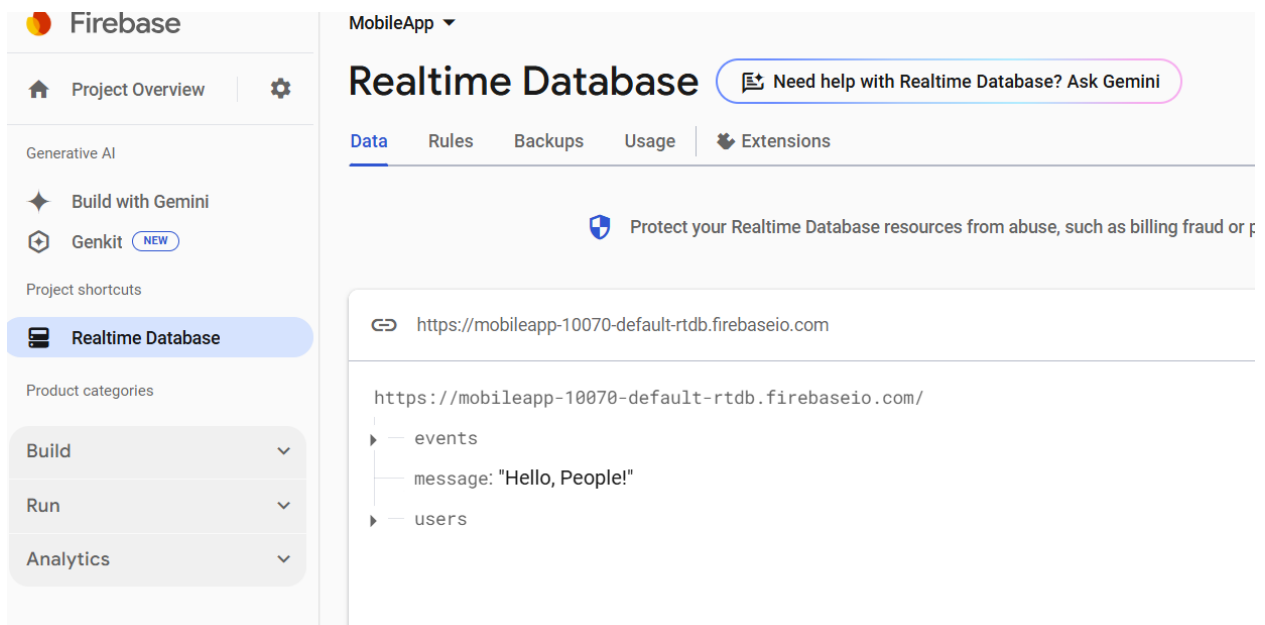 Firebase
MobileApp
Project Overview
Realtime Database
Need help with Realtime Database? Ask Gemini
Data Rules Backups Usage Extensions
Generative AI
Build with Gemini
Genkit NEW
Project shortcuts
Realtime Database
Product categories
Build
Run
Analytics
Protect your Realtime Database resources from abuse, such as billing fraud or p
https://mobileapp-10070-default-rtdb.firebaseio.com
https://mobileapp-10070-default-rtdb.firebaseio.com/
events
message: "Hello, People!"
users